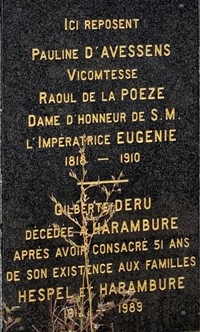 ICI REPOSENT
PAULINE D'AVESSENS
VICOMTESSE
RAOUL DE LA POEZE
DAME D'HONNEUR DE S.M.
L'IMPÉRATRICE EUGENIE
1818 — 1910
GILBERTE DERU
DÉCÉDÉE A HARAMBURE
APRÈS AVOIR CONSACRÉ 51 ANS
DE SON EXISTENCE AUX FAMILLES
HESPEL ET HARAMBURE
1989